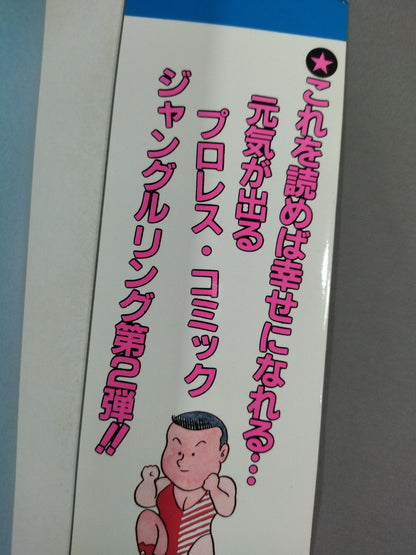 ★これを読めば幸せになれる…
元気が出る
プロレス・コミック
ジャングルリング第2弾!!